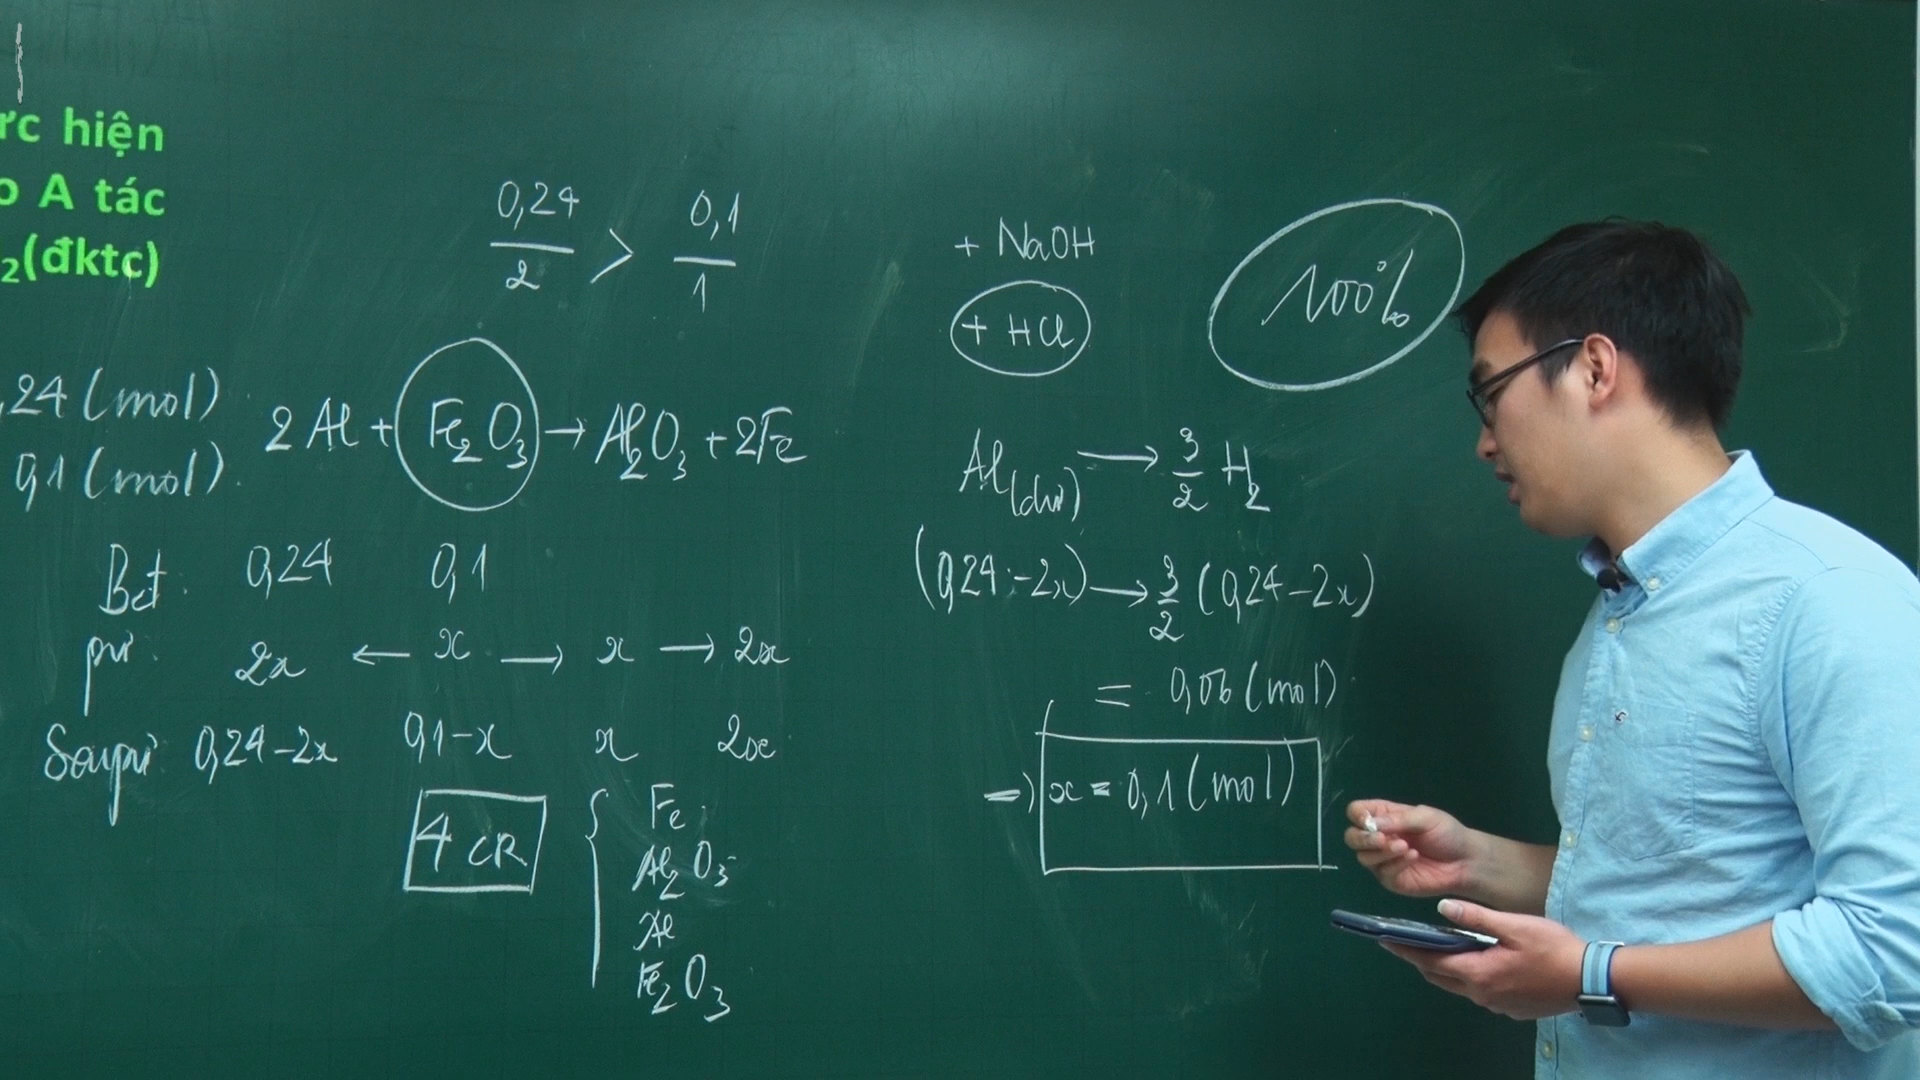 ực hiện
o A tác
₂(đktc)
0,24/2 > 0,1/1
,24 (mol)
0,1 (mol).
2Al + Fe₂O₃ → Al₂O₃ + 2Fe
Bđ: 0,24 0,1
pư: 2x ← x → x → 2x
Saupư: 0,24-2x 0,1-x x 2x
4 CR
Fe
Al₂O₃
Al
Fe₂O₃
+ NaOH
+ HCl
100%
Al(dư) → 3/2 H₂
(0,24-2x) → 3/2 (0,24-2x)
= 0,06 (mol)
=> x = 0,1 (mol)